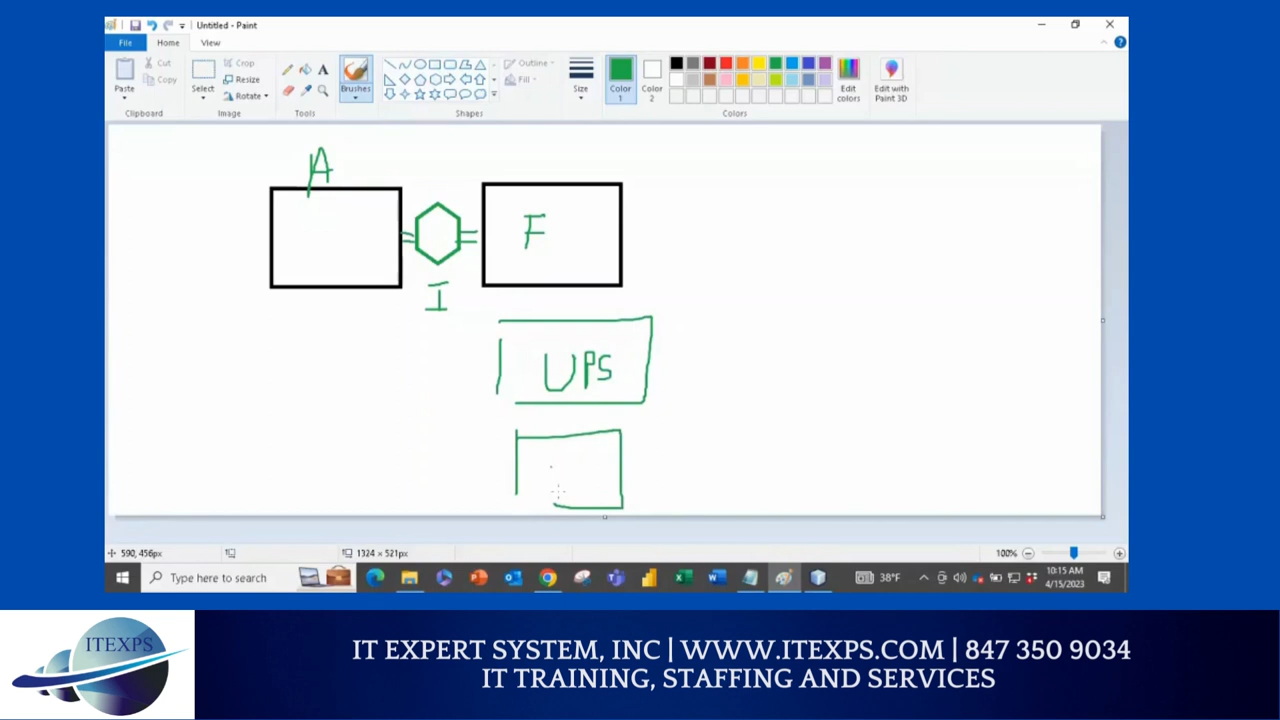 Untitled - Paint
File Home View
Paste
Cut
Copy
Clipboard
Select
Crop
Resize
Rotate
Image
Tools
Brushes
Shapes
Outline
Fill
Size
Color 1
Color 2
Edit colors
Edit with Paint 3D
Colors
A
F
I
UPS
590, 456px
1324 × 521px
100%
Type here to search
38°F
10:15 AM
4/15/2023
ITEXPS
IT EXPERT SYSTEM, INC | WWW.ITEXPS.COM | 847 350 9034
IT TRAINING, STAFFING AND SERVICES